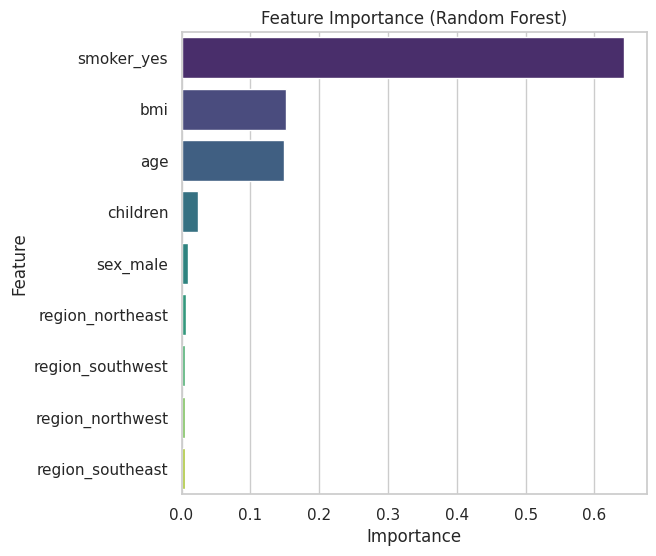 Feature Importance (Random Forest)
smoker_yes
bmi
age
children
sex_male
region_northeast
region_southwest
region_northwest
region_southeast
Feature
0.0 0.1 0.2 0.3 0.4 0.5 0.6
Importance